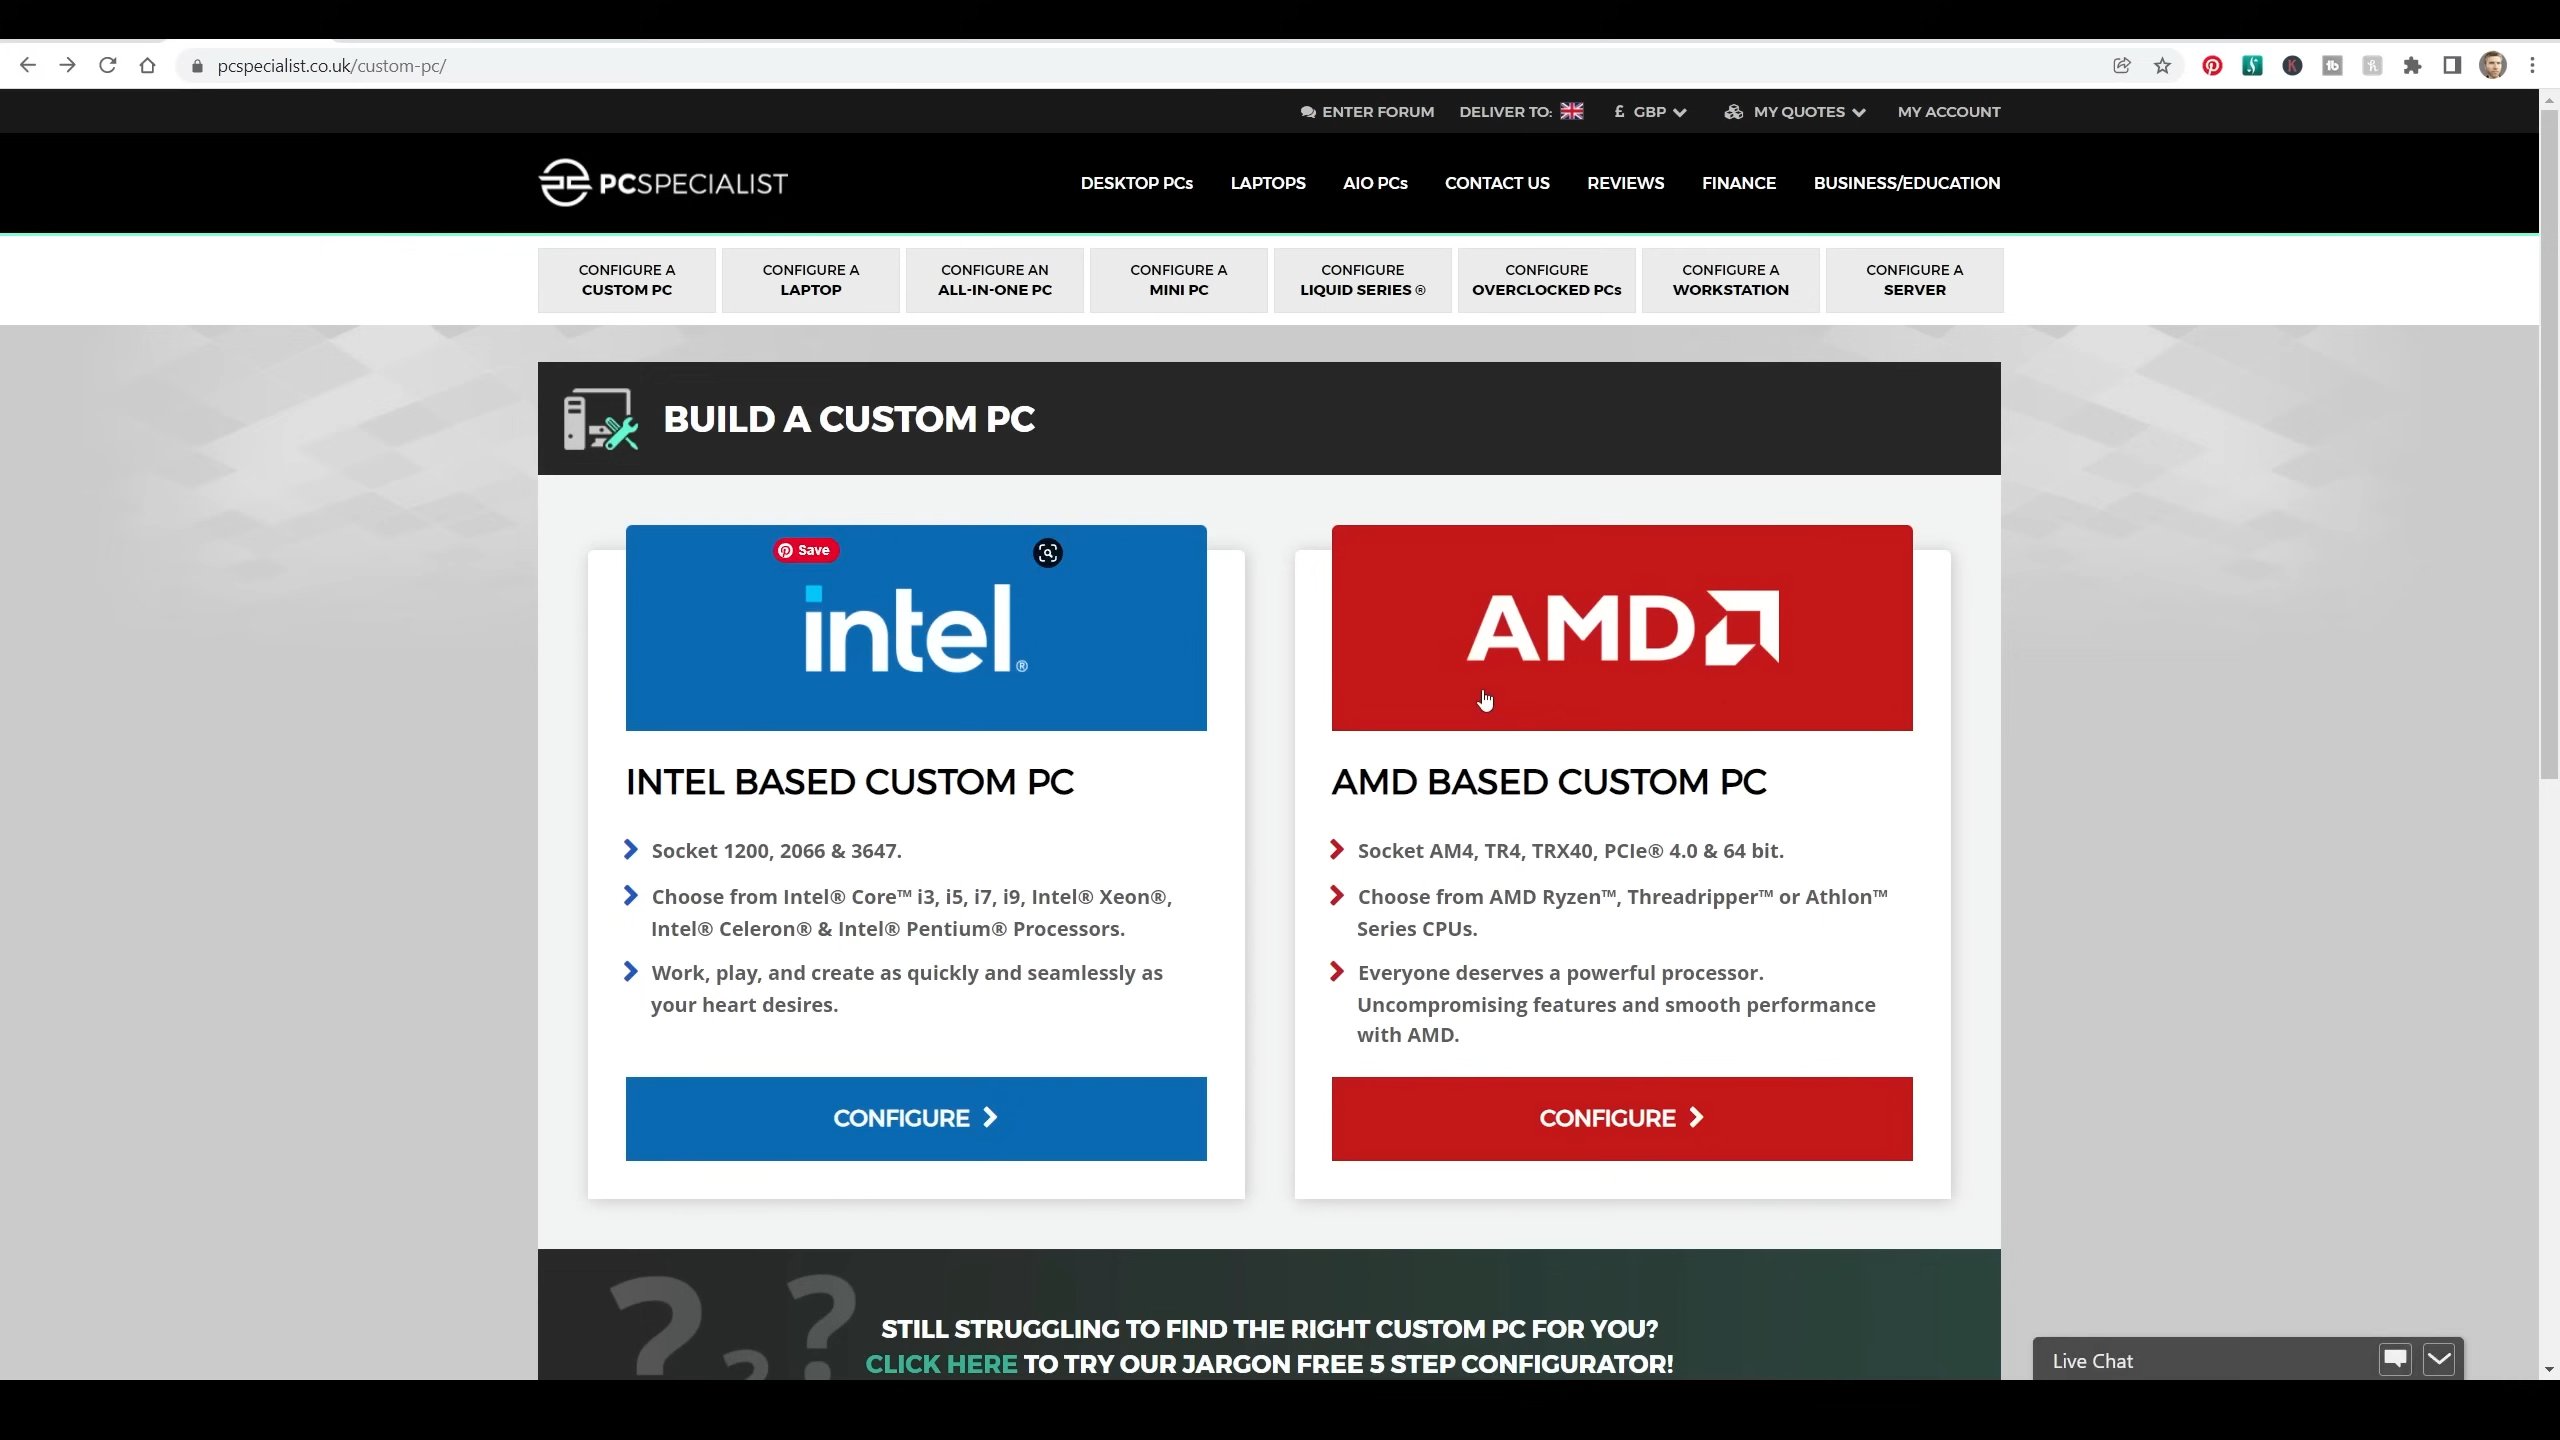 pcspecialist.co.uk/custom-pc/
ENTER FORUM DELIVER TO: £ GBP MY QUOTES MY ACCOUNT
PCSPECIALIST
DESKTOP PCs LAPTOPS AIO PCs CONTACT US REVIEWS FINANCE BUSINESS/EDUCATION
CONFIGURE A
CUSTOM PC
CONFIGURE A
LAPTOP
CONFIGURE AN
ALL-IN-ONE PC
CONFIGURE A
MINI PC
CONFIGURE
LIQUID SERIES ®
CONFIGURE
OVERCLOCKED PCs
CONFIGURE A
WORKSTATION
CONFIGURE A
SERVER
BUILD A CUSTOM PC
Save
intel®
INTEL BASED CUSTOM PC
Socket 1200, 2066 & 3647.
Choose from Intel® Core™ i3, i5, i7, i9, Intel® Xeon®,
Intel® Celeron® & Intel® Pentium® Processors.
Work, play, and create as quickly and seamlessly as
your heart desires.
CONFIGURE
AMD
AMD BASED CUSTOM PC
Socket AM4, TR4, TRX40, PCIe® 4.0 & 64 bit.
Choose from AMD Ryzen™, Threadripper™ or Athlon™
Series CPUs.
Everyone deserves a powerful processor.
Uncompromising features and smooth performance
with AMD.
CONFIGURE
? ? ?
STILL STRUGGLING TO FIND THE RIGHT CUSTOM PC FOR YOU?
CLICK HERE TO TRY OUR JARGON FREE 5 STEP CONFIGURATOR!
Live Chat